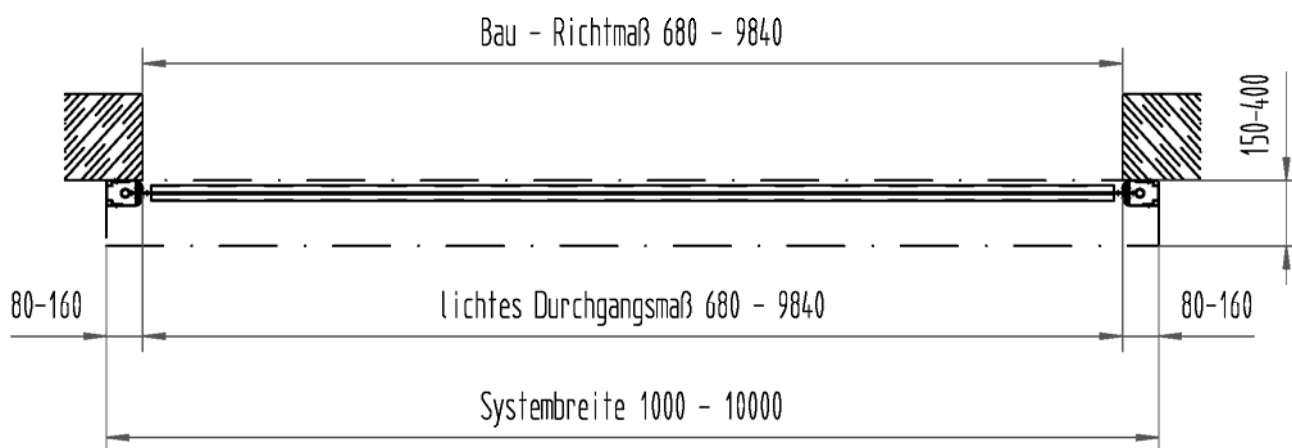 Bau - Richtmaß 680 - 9840
150-400
80-160
lichtes Durchgangsmaß 680 - 9840
80-160
Systembreite 1000 - 10000